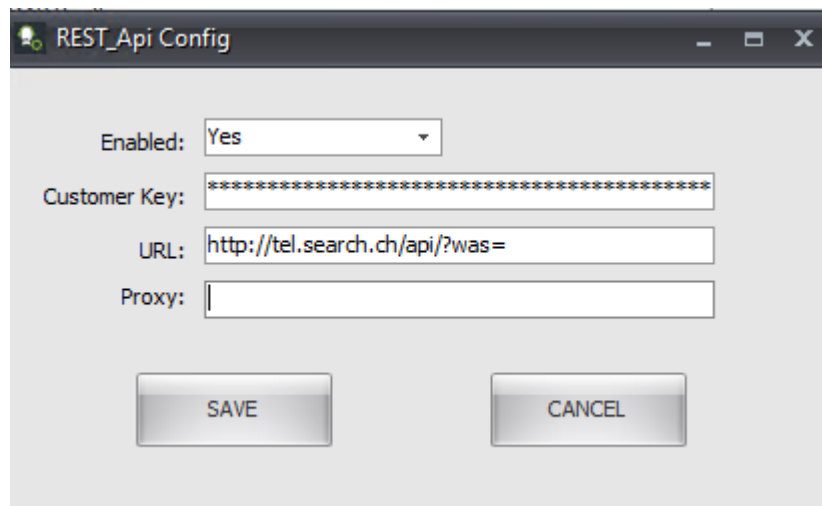 REST_Api Config
Enabled: Yes
Customer Key: *******************************************
URL: http://tel.search.ch/api/?was=
Proxy:
SAVE CANCEL